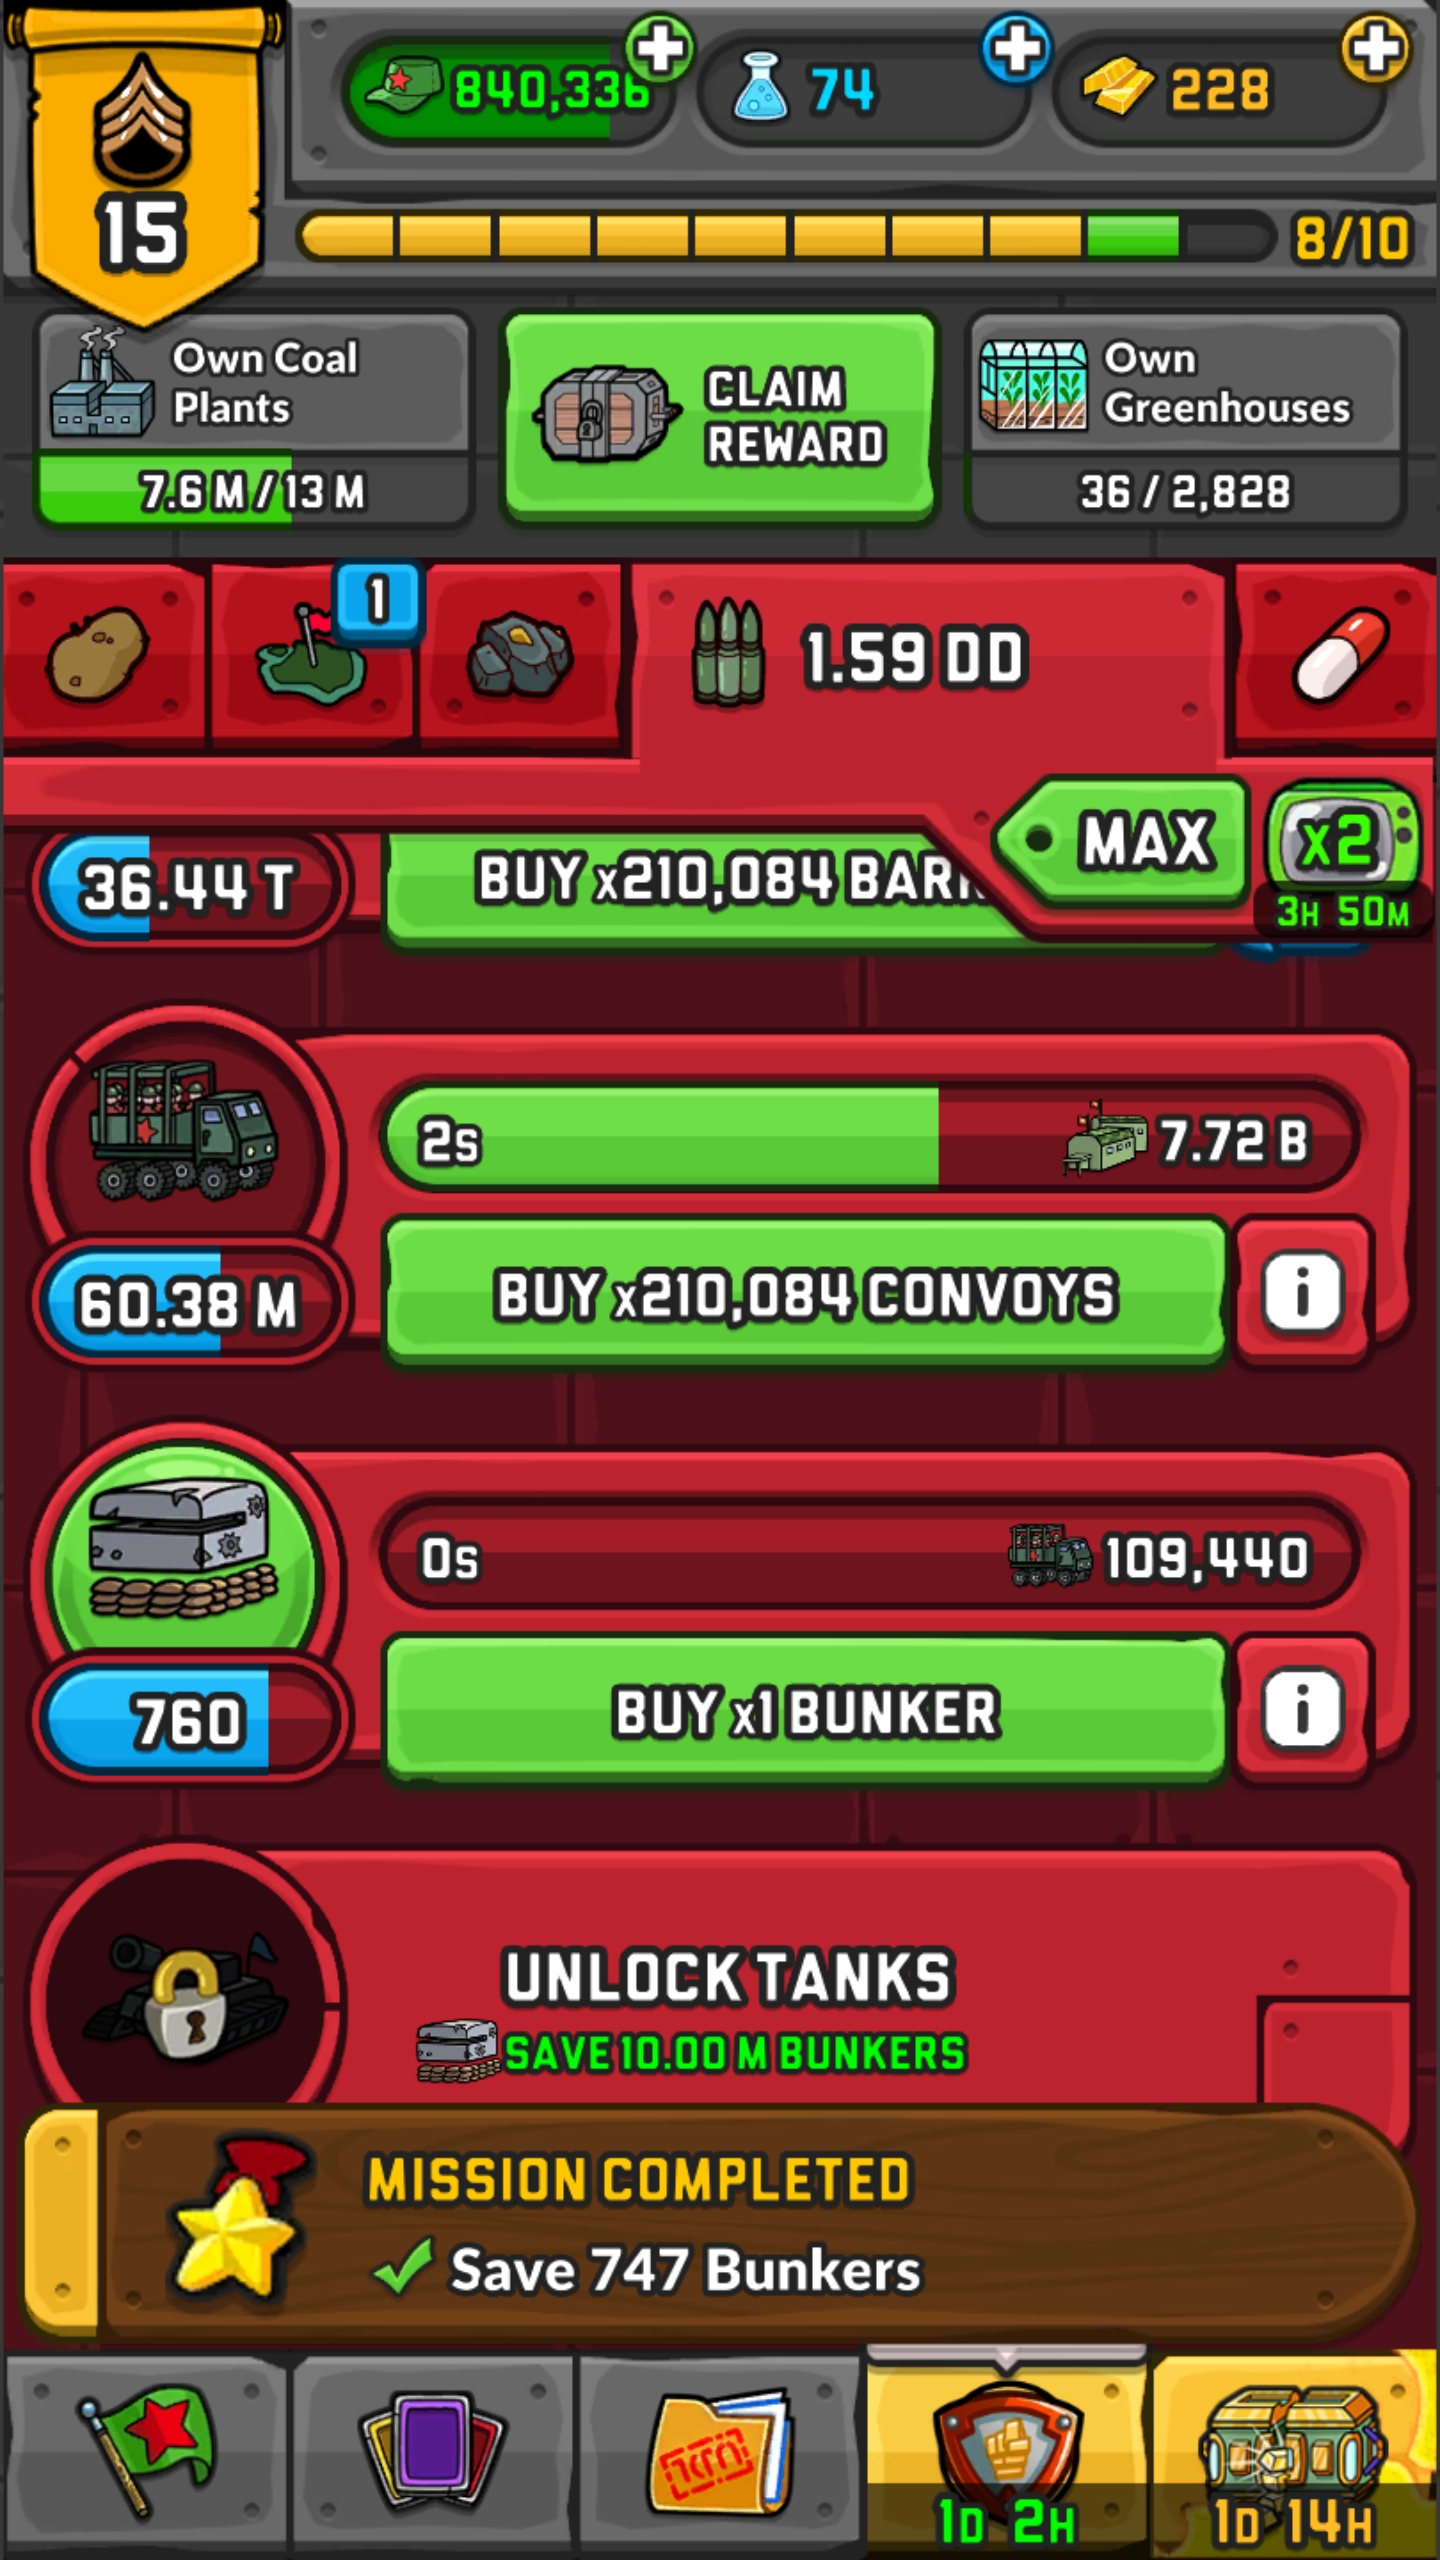 840,336
74
228
15
8/10
Own Coal
Plants
7.6 M / 13 M
CLAIM
REWARD
Own
Greenhouses
36 / 2,828
1
1.59 DD
MAX
x2
3H 50M
36.44 T
BUY x210,084
2s
7.72 B
60.38 M
BUY x210,084 CONVOYS
0s
109,440
760
BUY x1 BUNKER
UNLOCK TANKS
SAVE 10.00 M BUNKERS
MISSION COMPLETED
Save 747 Bunkers
1D 2H
1D 14H